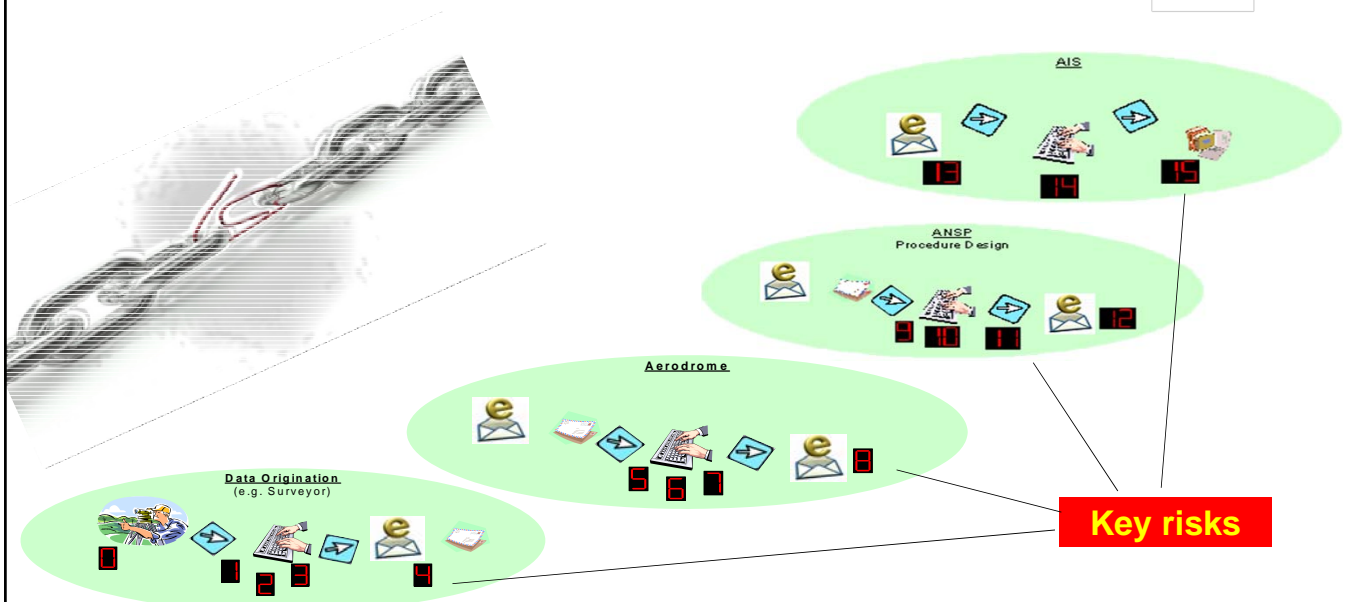 AIS
13
14
15
ANSP
Procedure Design
9
10
11
12
Aerodrome
5
6
7
8
Data Origination
(e.g. Surveyor)
0
1
2
3
4
Key risks
e
e
e
e
e
e